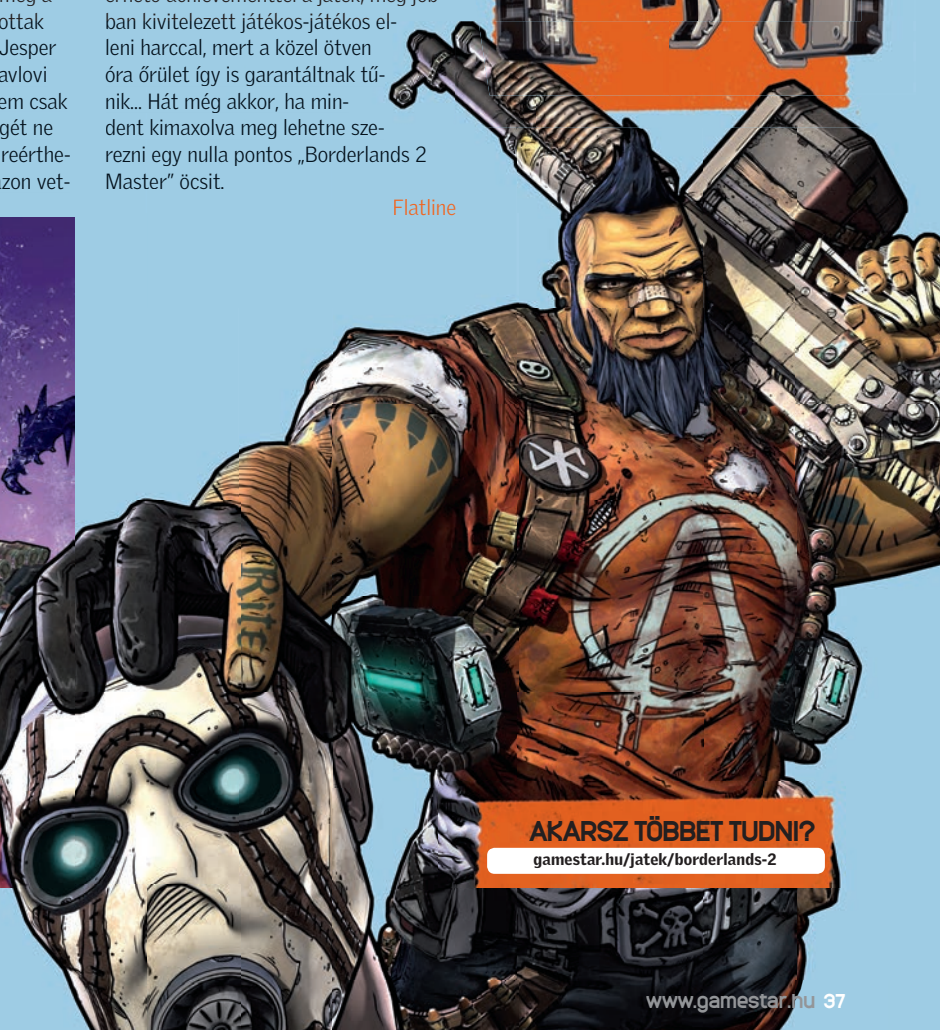 ottak
Jesper
avlovi
em csak
gét ne
reérthe-
azon vet-
ban kivitelezett játékos-játékos el-
leni harccal, mert a közel ötven
óra őrület így is garantáltnak tű-
nik... Hát még akkor, ha min-
dent kimaxolva meg lehetne sze-
rezni egy nulla pontos „Borderlands 2
Master” öcsit.
Flatline
Rite
AKARSZ TÖBBET TUDNI?
gamestar.hu/jatek/borderlands-2
www.gamestar.hu 37